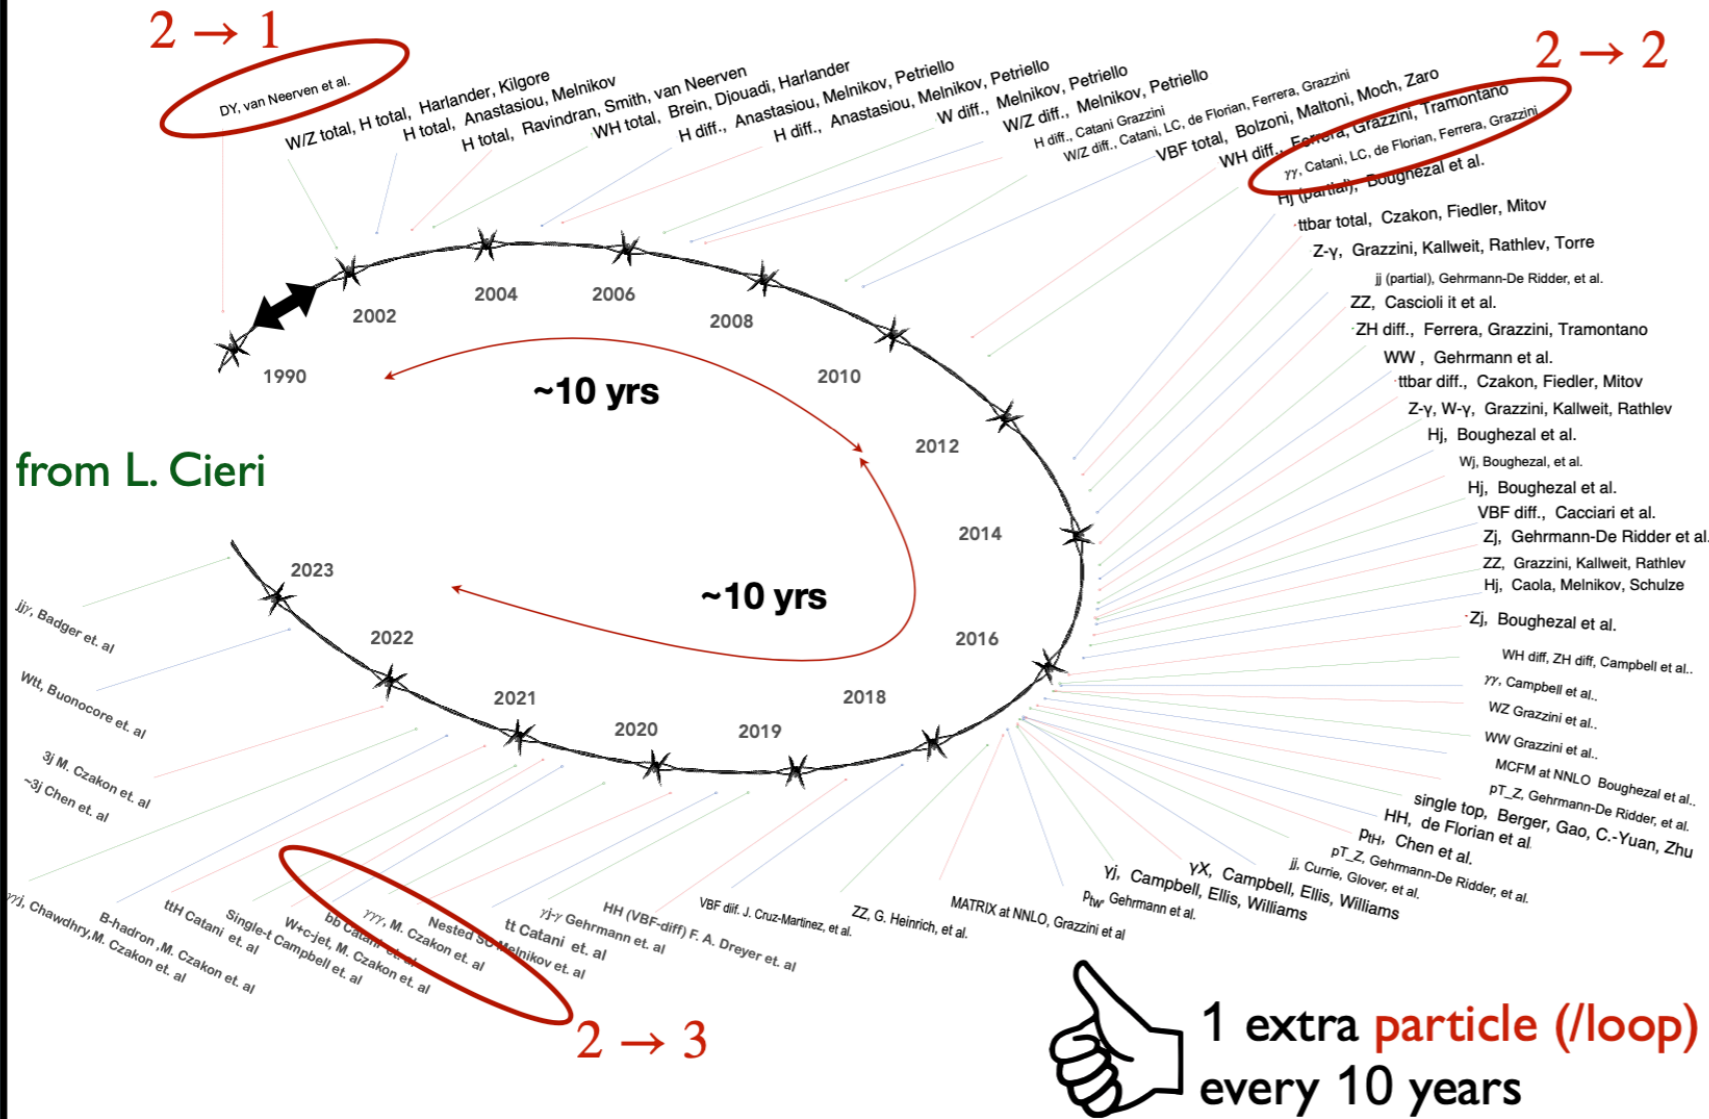 2 → 1
DY, van Neerven et al.
W/Z total, H total, Harlander, Kilgore
H total, Anastasiou, Melnikov
H total, Ravindran, Smith, van Neerven
WH total, Brein, Djouadi, Harlander
H diff., Anastasiou, Melnikov, Petriello
H diff., Anastasiou, Melnikov, Petriello
W diff., Melnikov, Petriello
W/Z diff., Melnikov, Petriello
H diff., Catani Grazzini
W/Z diff., Catani, LC, de Florian, Ferrera, Grazzini
VBF total, Bolzoni, Maltoni, Moch, Zaro
WH diff., Ferrera, Grazzini, Tramontano
2 → 2
γγ, Catani, LC, de Florian, Ferrera, Grazzini
Hj (partial), Boughezal et al.
ttbar total, Czakon, Fiedler, Mitov
Z-γ, Grazzini, Kallweit, Rathlev, Torre
jj (partial), Gehrmann-De Ridder, et al.
ZZ, Cascioli it et al.
ZH diff., Ferrera, Grazzini, Tramontano
WW , Gehrmann et al.
ttbar diff., Czakon, Fiedler, Mitov
Z-γ, W-γ, Grazzini, Kallweit, Rathlev
Hj, Boughezal et al.
Wj, Boughezal, et al.
Hj, Boughezal et al.
VBF diff., Cacciari et al.
Zj, Gehrmann-De Ridder et al.
ZZ, Grazzini, Kallweit, Rathlev
Hj, Caola, Melnikov, Schulze
Zj, Boughezal et al.
WH diff, ZH diff, Campbell et al..
γγ, Campbell et al..
WZ Grazzini et al..
WW Grazzini et al..
MCFM at NNLO Boughezal et al..
pT_Z, Gehrmann-De Ridder, et al.
single top, Berger, Gao, C.-Yuan, Zhu
HH, de Florian et al
ptH, Chen et al.
pT_Z, Gehrmann-De Ridder, et al.
jj, Currie, Glover, et al.
γX, Campbell, Ellis, Williams
γj, Campbell, Ellis, Williams
Ptw, Gehrmann et al.
MATRIX at NNLO, Grazzini et al
ZZ, G. Heinrich, et al.
VBF diif. J. Cruz-Martinez, et al.
HH (VBF-diff) F. A. Dreyer et. al
γj-γ Gehrmann et. al
tt Catani et. al
Nested SC Melnikov et. al
γγγ, M. Czakon et. al
bb Catani et. al
W+c-jet, M. Czakon et. al
Single-t Campbell et. al
ttH Catani et. al
B-hadron ,M. Czakon et. al
γγj, Chawdhry,M. Czakon et. al
2 → 3
~3j Chen et. al
3j M. Czakon et. al
Wtt, Buonocore et. al
jjγ, Badger et. al
1990
2002
2004
2006
2008
2010
2012
2014
2016
2018
2019
2020
2021
2022
2023
~10 yrs
~10 yrs
from L. Cieri
1 extra particle (/loop)
every 10 years